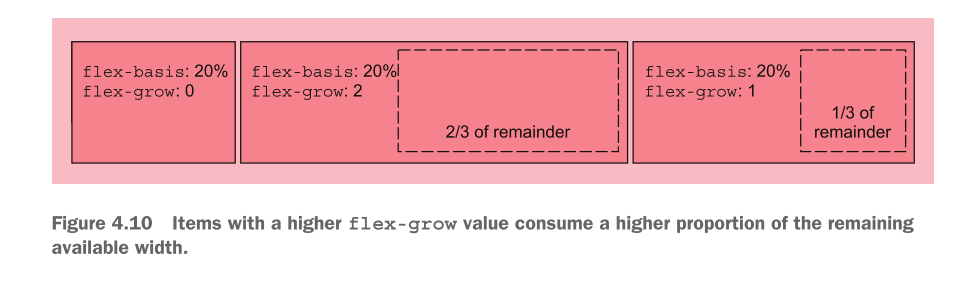 flex-basis: 20%
flex-grow: 0
flex-basis: 20%
flex-grow: 2
2/3 of remainder
flex-basis: 20%
flex-grow: 1
1/3 of
remainder
Figure 4.10 Items with a higher flex-grow value consume a higher proportion of the remaining
available width.